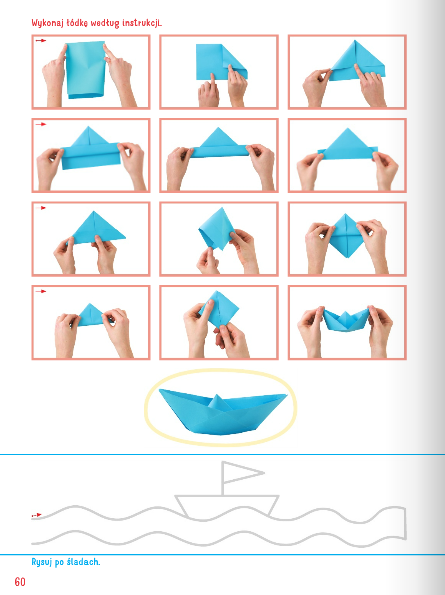 Wykonaj łódkę według instrukcji.
Rysuj po śladach.
60